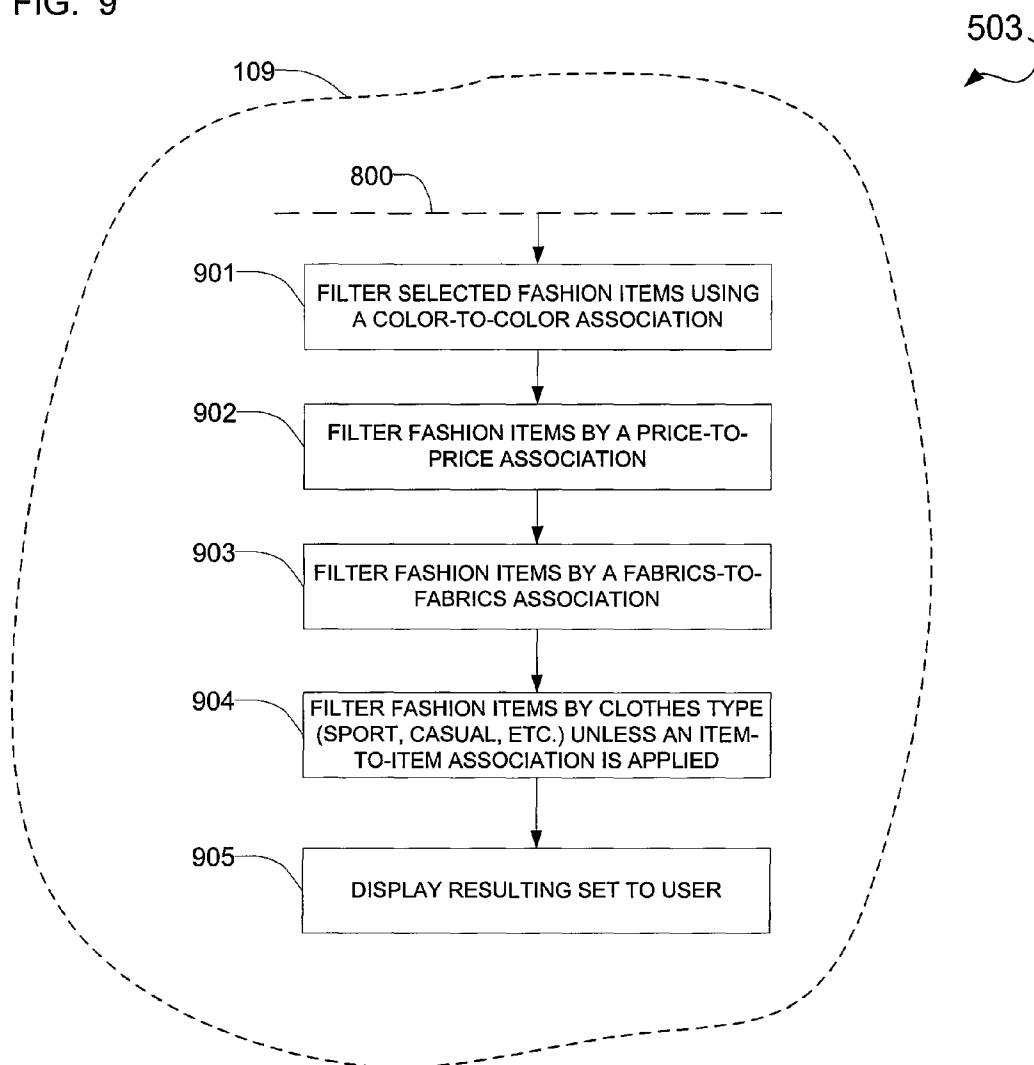 FIG. 9
503
109
800
901
FILTER SELECTED FASHION ITEMS USING
A COLOR-TO-COLOR ASSOCIATION
902
FILTER FASHION ITEMS BY A PRICE-TO-
PRICE ASSOCIATION
903
FILTER FASHION ITEMS BY A FABRICS-TO-
FABRICS ASSOCIATION
904
FILTER FASHION ITEMS BY CLOTHES TYPE
(SPORT, CASUAL, ETC.) UNLESS AN ITEM-
TO-ITEM ASSOCIATION IS APPLIED
905
DISPLAY RESULTING SET TO USER